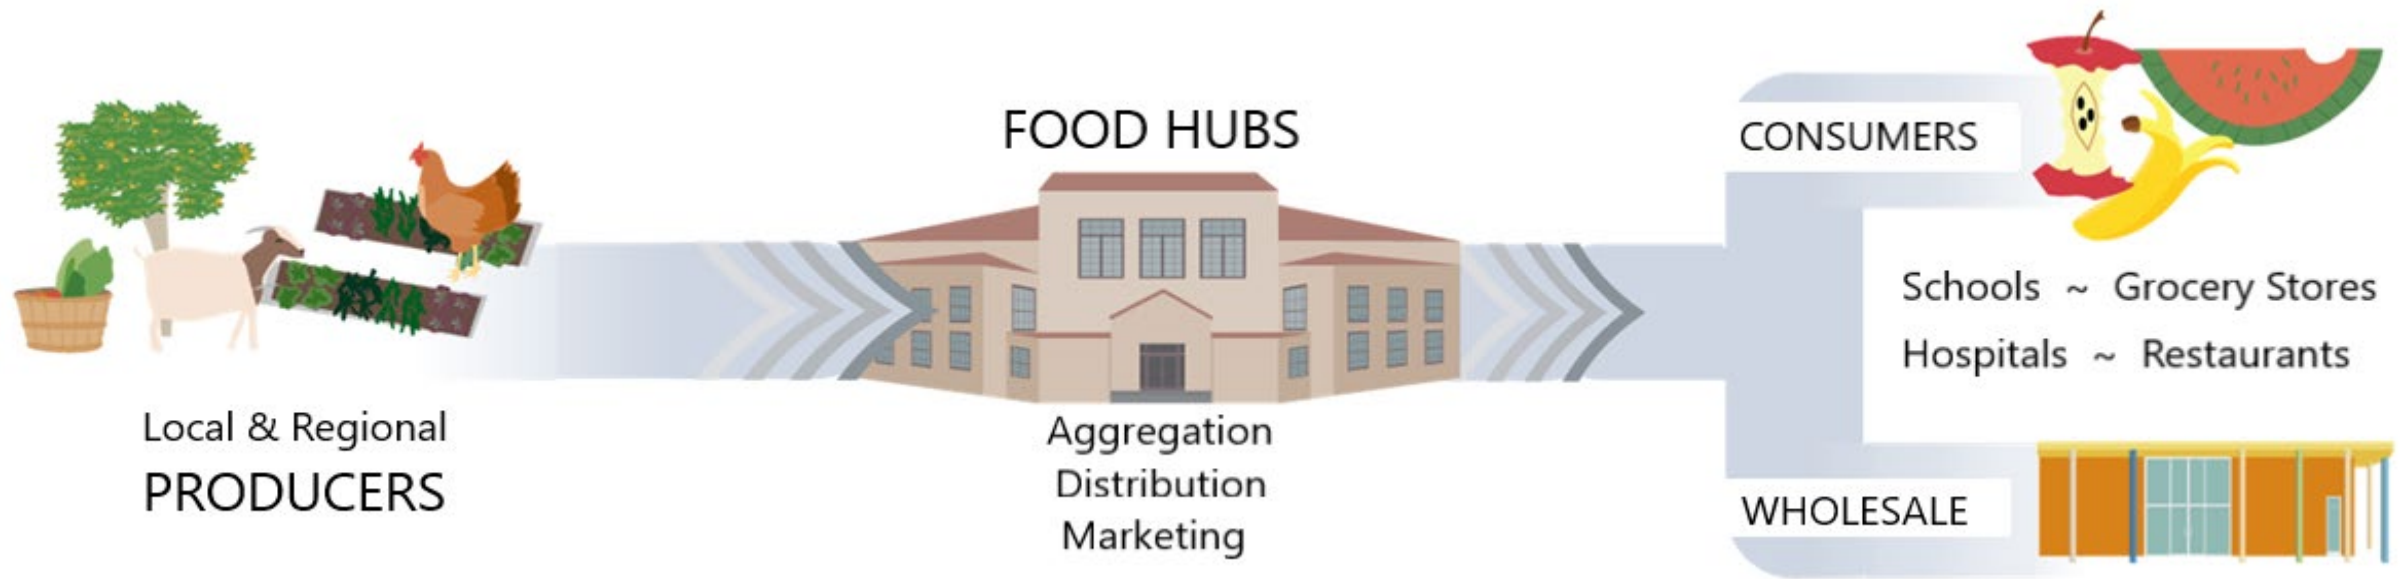 Local & Regional
PRODUCERS
FOOD HUBS
Aggregation
Distribution
Marketing
CONSUMERS
Schools ~ Grocery Stores
Hospitals ~ Restaurants
WHOLESALE